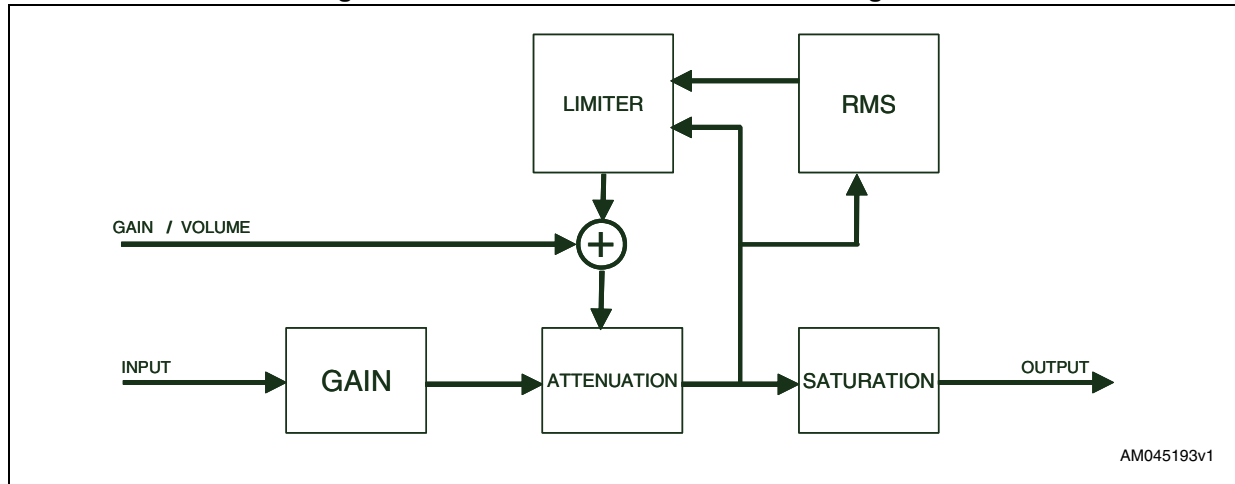 LIMITER
RMS
GAIN / VOLUME
+
INPUT
GAIN
ATTENUATION
SATURATION
OUTPUT
AM045193v1